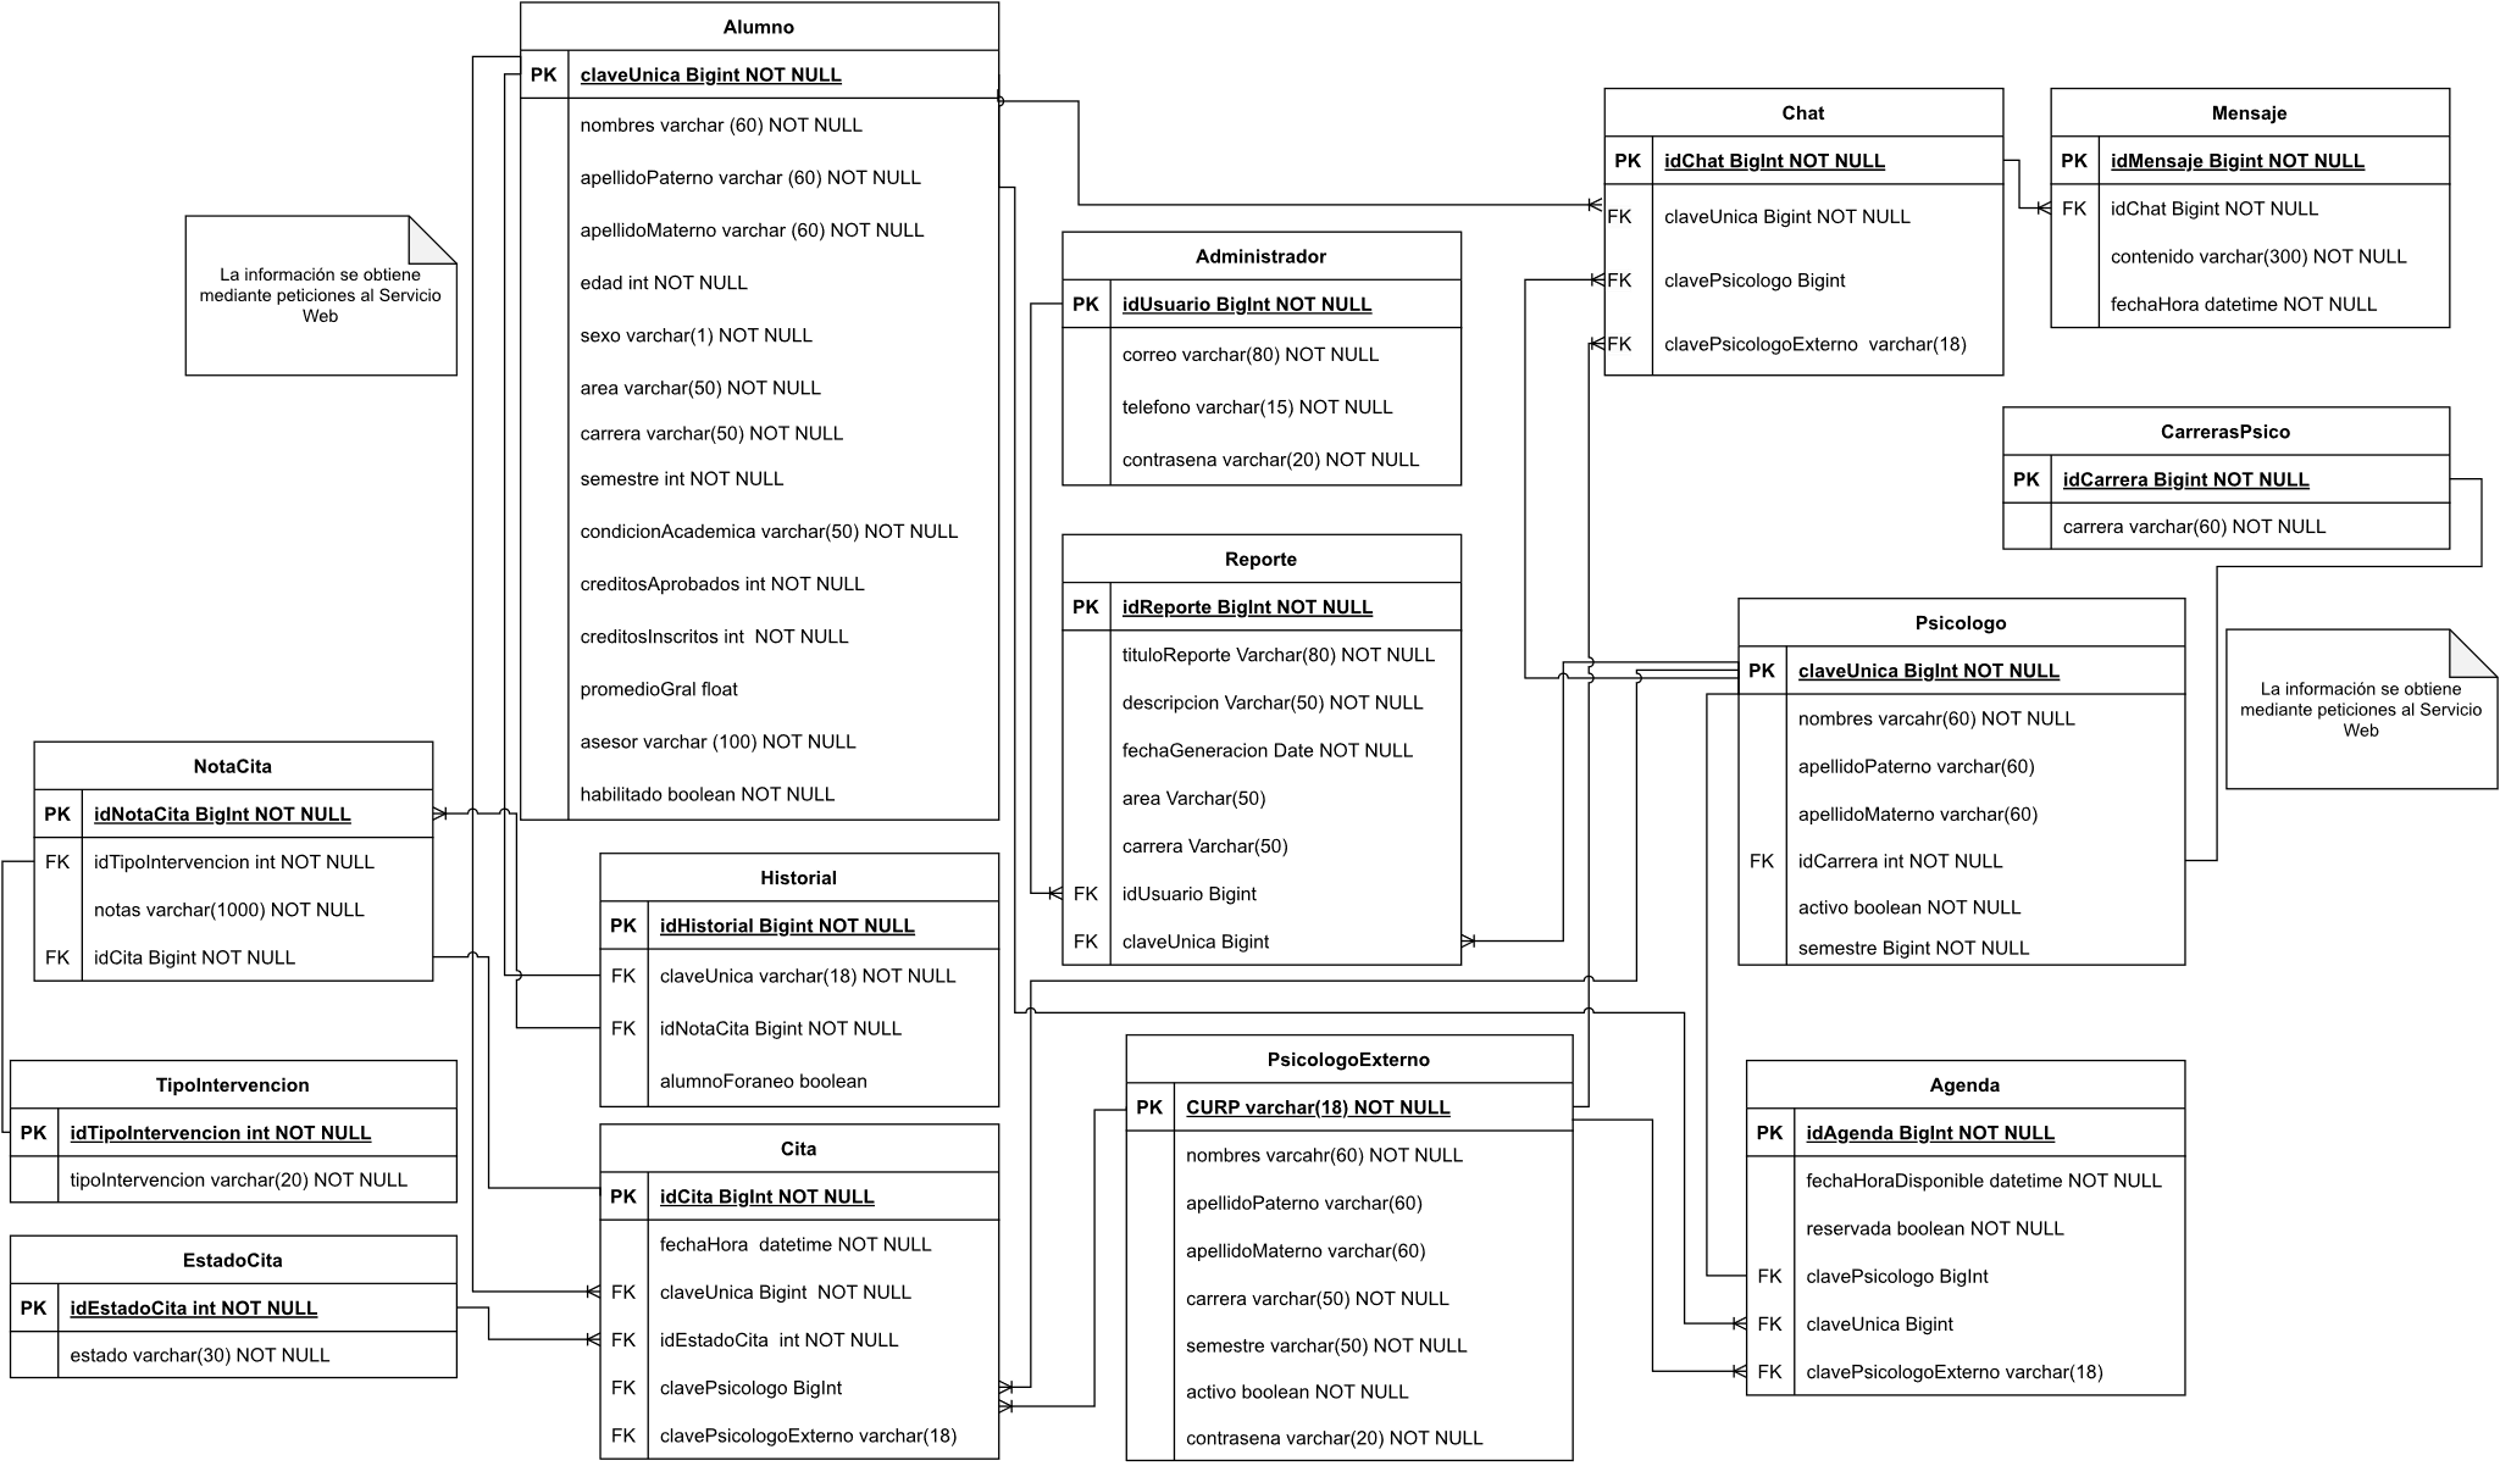 Alumno
PK claveUnica Bigint NOT NULL
nombres varchar (60) NOT NULL
apellidoPaterno varchar (60) NOT NULL
apellidoMaterno varchar (60) NOT NULL
edad int NOT NULL
sexo varchar(1) NOT NULL
area varchar(50) NOT NULL
carrera varchar(50) NOT NULL
semestre int NOT NULL
condicionAcademica varchar(50) NOT NULL
creditosAprobados int NOT NULL
creditosInscritos int  NOT NULL
promedioGral float
asesor varchar (100) NOT NULL
habilitado boolean NOT NULL
La información se obtiene
mediante peticiones al Servicio
Web
Chat
PK idChat BigInt NOT NULL
FK claveUnica Bigint NOT NULL
FK clavePsicologo Bigint
FK clavePsicologoExterno  varchar(18)
Mensaje
PK idMensaje Bigint NOT NULL
FK idChat Bigint NOT NULL
contenido varchar(300) NOT NULL
fechaHora datetime NOT NULL
Administrador
PK idUsuario BigInt NOT NULL
correo varchar(80) NOT NULL
telefono varchar(15) NOT NULL
contrasena varchar(20) NOT NULL
CarrerasPsico
PK idCarrera Bigint NOT NULL
carrera varchar(60) NOT NULL
Reporte
PK idReporte BigInt NOT NULL
tituloReporte Varchar(80) NOT NULL
descripcion Varchar(50) NOT NULL
fechaGeneracion Date NOT NULL
area Varchar(50)
carrera Varchar(50)
FK idUsuario Bigint
FK claveUnica Bigint
Psicologo
PK claveUnica BigInt NOT NULL
nombres varcahr(60) NOT NULL
apellidoPaterno varchar(60)
apellidoMaterno varchar(60)
FK idCarrera int NOT NULL
activo boolean NOT NULL
semestre Bigint NOT NULL
La información se obtiene
mediante peticiones al Servicio
Web
NotaCita
PK idNotaCita BigInt NOT NULL
FK idTipoIntervencion int NOT NULL
notas varchar(1000) NOT NULL
FK idCita Bigint NOT NULL
Historial
PK idHistorial Bigint NOT NULL
FK claveUnica varchar(18) NOT NULL
FK idNotaCita Bigint NOT NULL
alumnoForaneo boolean
TipoIntervencion
PK idTipoIntervencion int NOT NULL
tipoIntervencion varchar(20) NOT NULL
EstadoCita
PK idEstadoCita int NOT NULL
estado varchar(30) NOT NULL
Cita
PK idCita BigInt NOT NULL
fechaHora  datetime NOT NULL
FK claveUnica Bigint  NOT NULL
FK idEstadoCita  int NOT NULL
FK clavePsicologo BigInt
FK clavePsicologoExterno varchar(18)
PsicologoExterno
PK CURP varchar(18) NOT NULL
nombres varcahr(60) NOT NULL
apellidoPaterno varchar(60)
apellidoMaterno varchar(60)
carrera varchar(50) NOT NULL
semestre varchar(50) NOT NULL
activo boolean NOT NULL
contrasena varchar(20) NOT NULL
Agenda
PK idAgenda BigInt NOT NULL
fechaHoraDisponible datetime NOT NULL
reservada boolean NOT NULL
FK clavePsicologo BigInt
FK claveUnica Bigint
FK clavePsicologoExterno varchar(18)